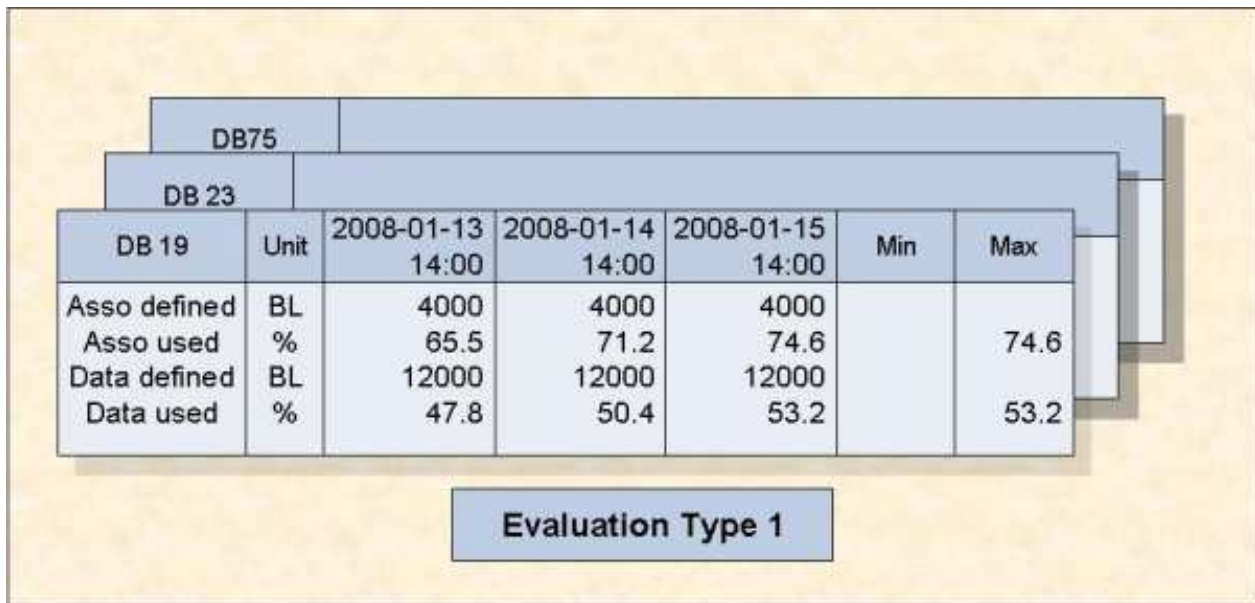 DB75
DB 23
DB 19 Unit 2008-01-13 14:00 2008-01-14 14:00 2008-01-15 14:00 Min Max
Asso defined BL 4000 4000 4000
Asso used % 65.5 71.2 74.6 74.6
Data defined BL 12000 12000 12000
Data used % 47.8 50.4 53.2 53.2
Evaluation Type 1